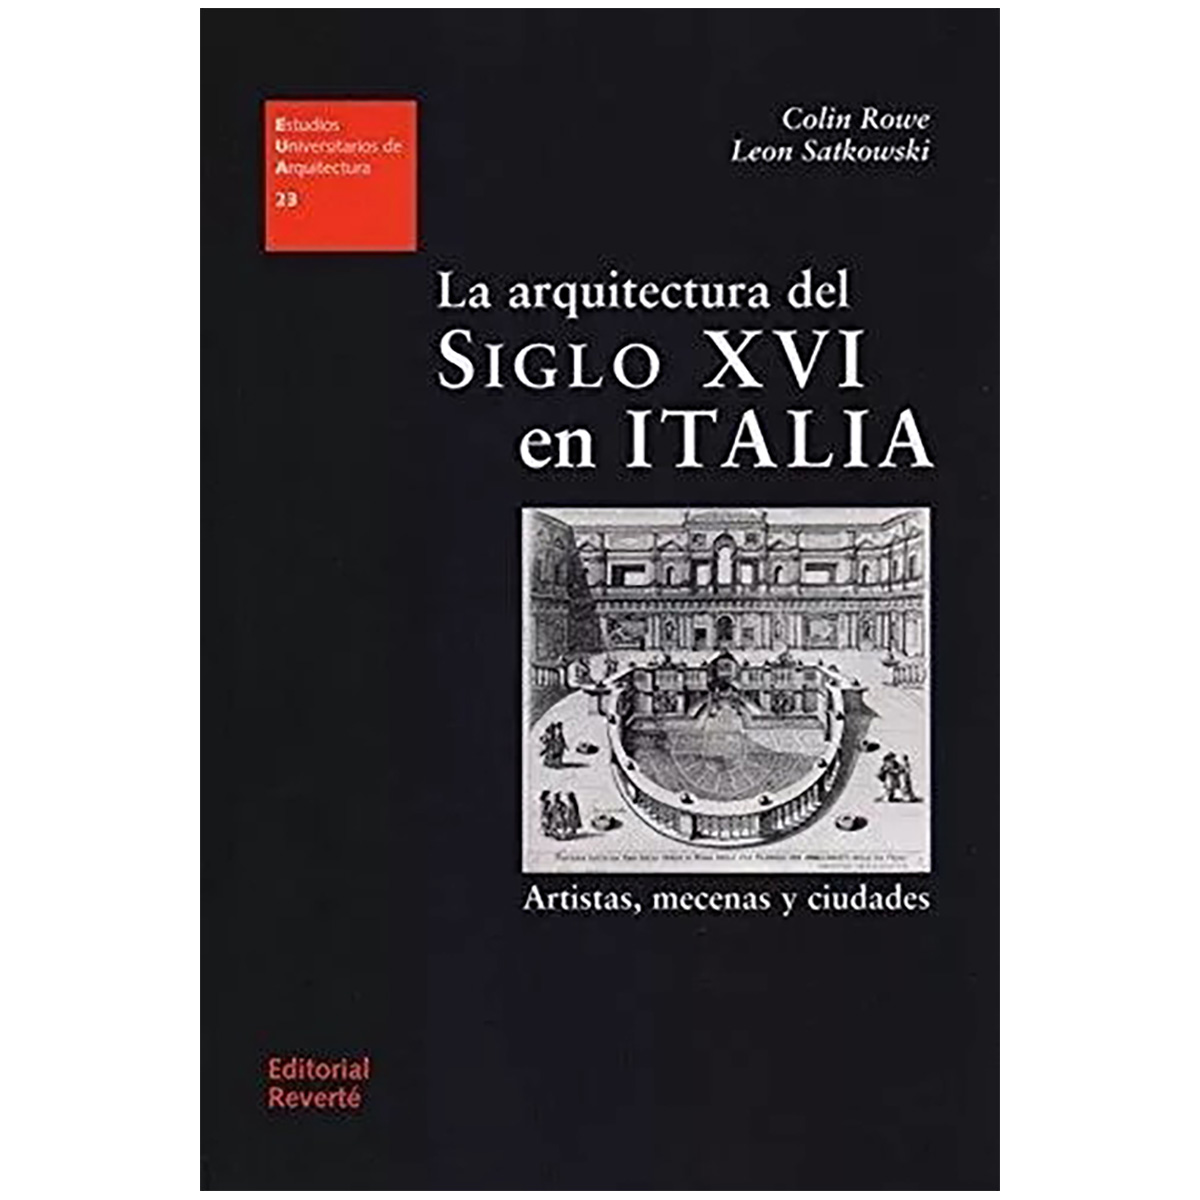 Estudios
Universitarios de
Arquitectura
23
Colin Rowe
Leon Satkowski
La arquitectura del
SIGLO XVI
en ITALIA
Artistas, mecenas y ciudades
Editorial
Reverté